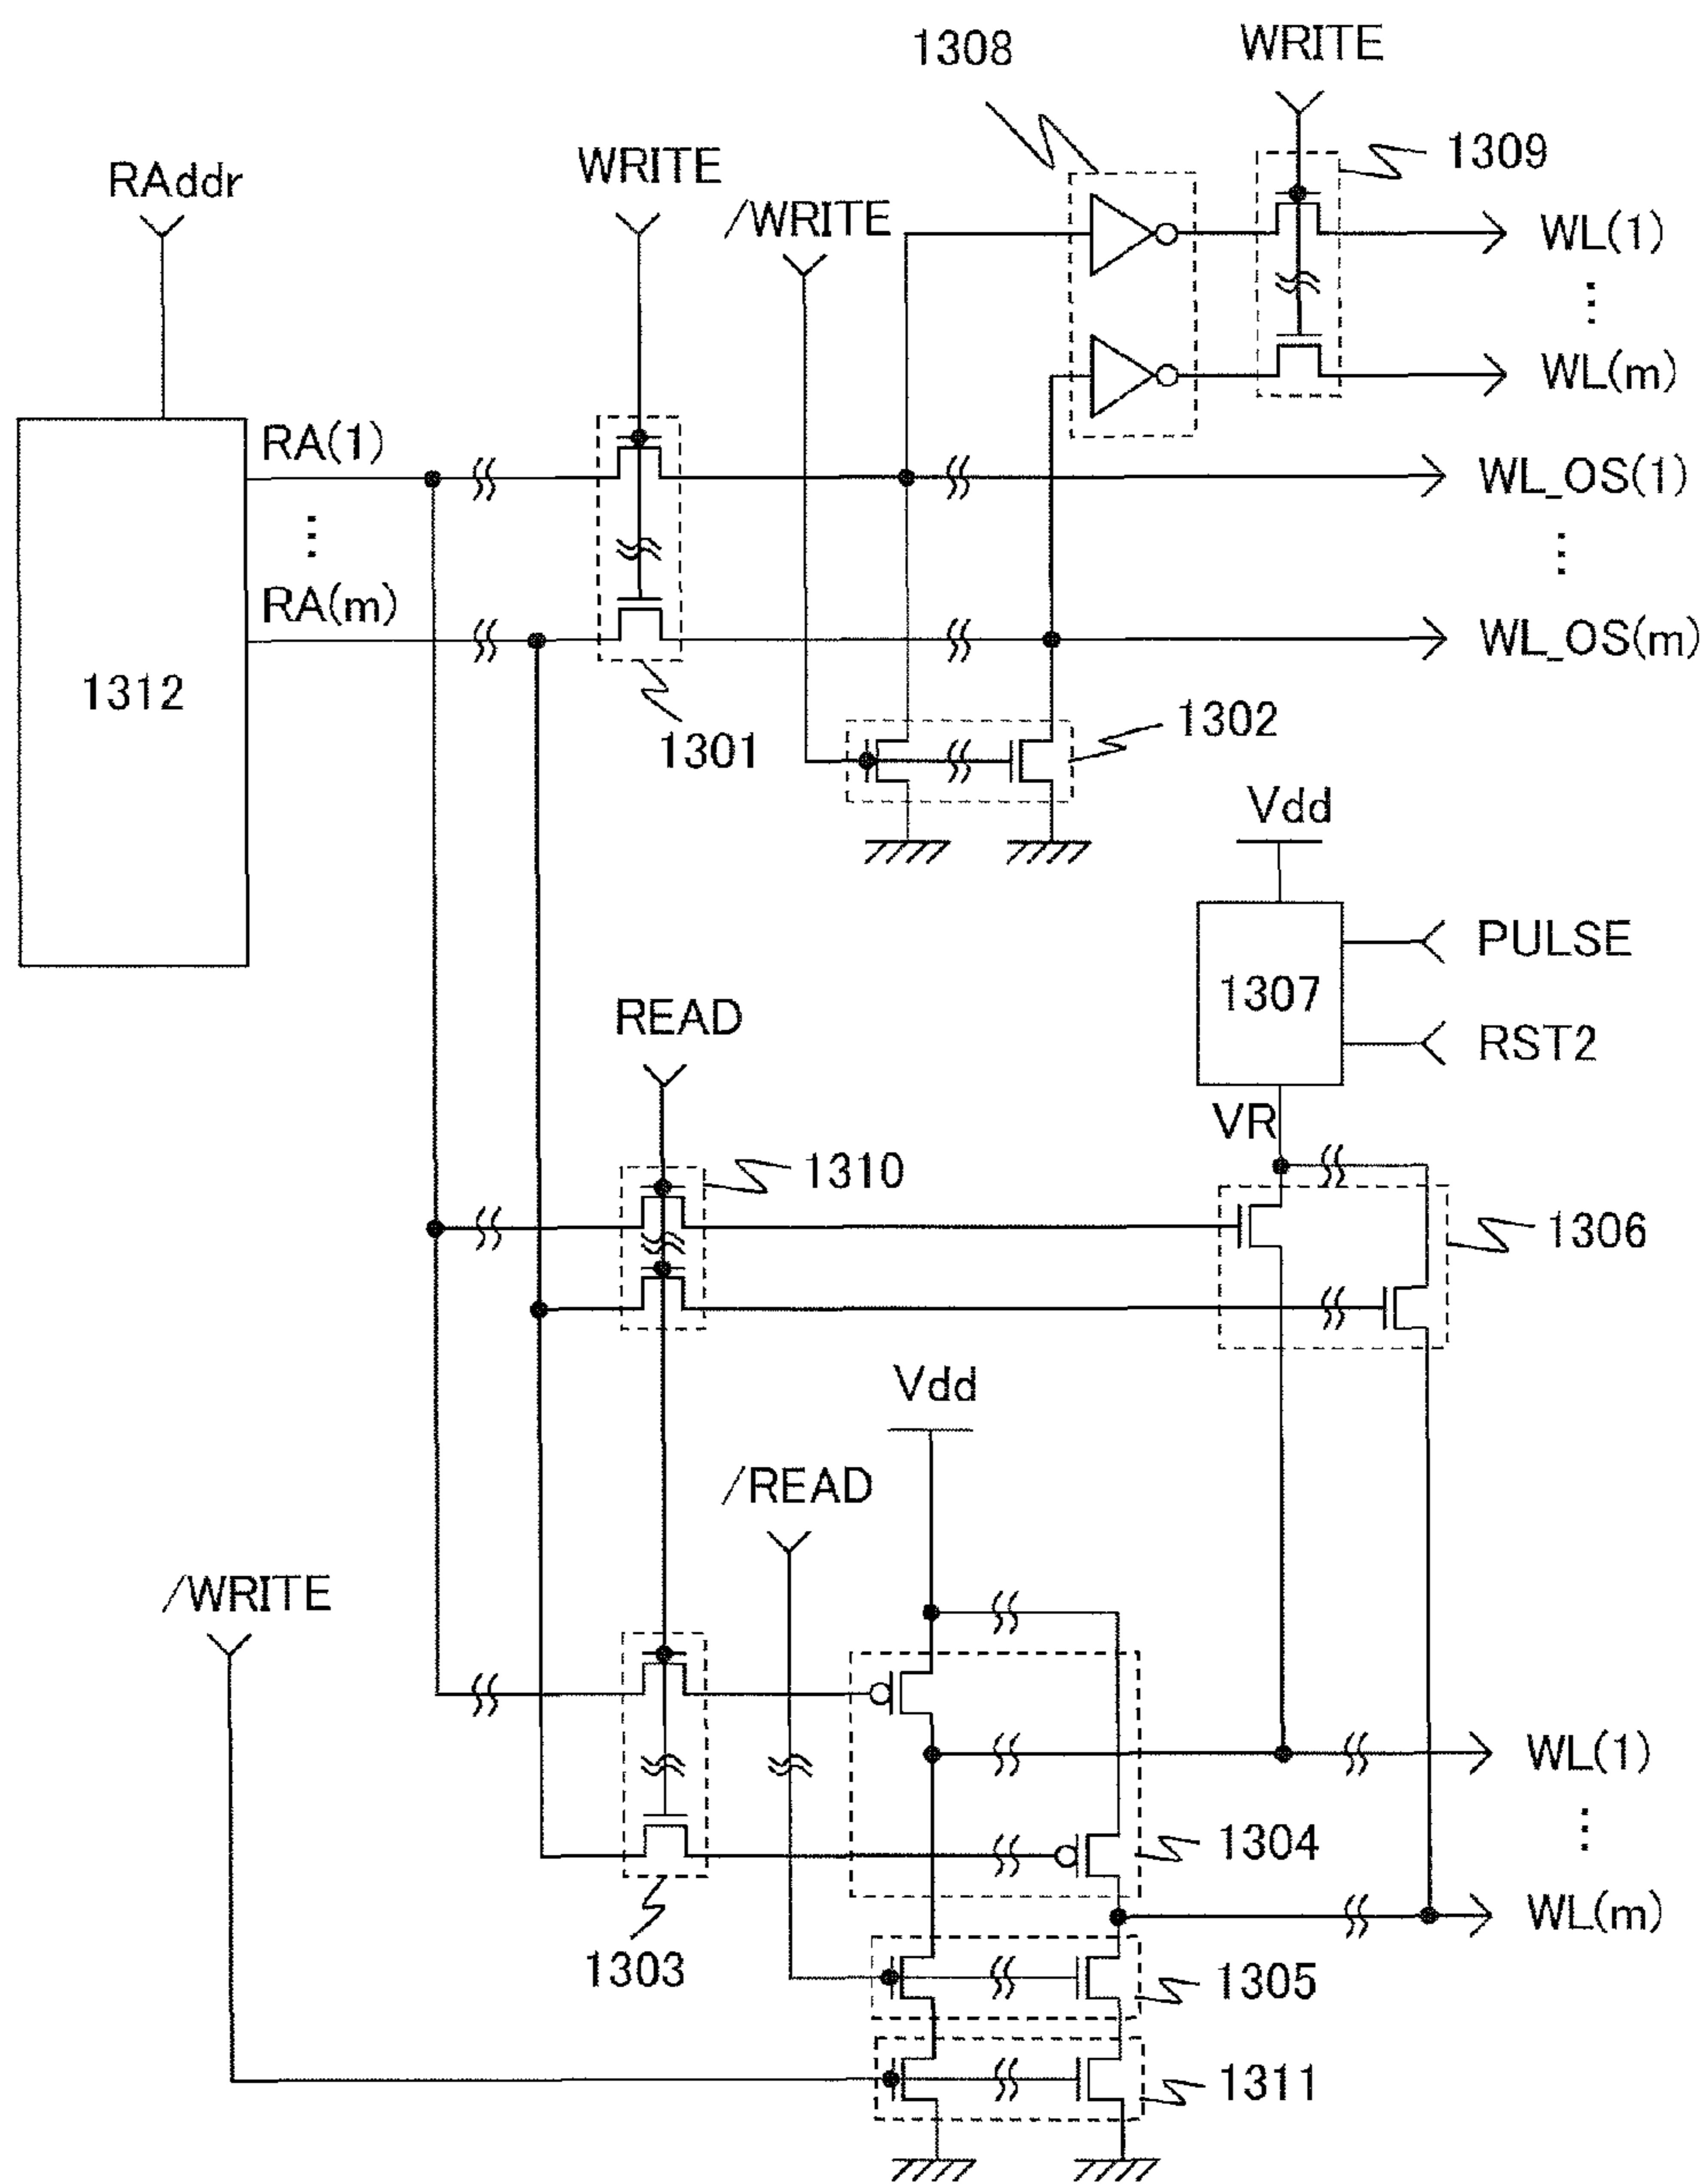 1308
WRITE
1309
RAddr
WRITE
/WRITE
WL(1)
⋮
WL(m)
RA(1)
⋮
RA(m)
WL_OS(1)
⋮
WL_OS(m)
1312
1301
1302
Vdd
1307
PULSE
RST2
READ
VR
1310
1306
Vdd
/READ
/WRITE
WL(1)
⋮
1304
WL(m)
1303
1305
1311